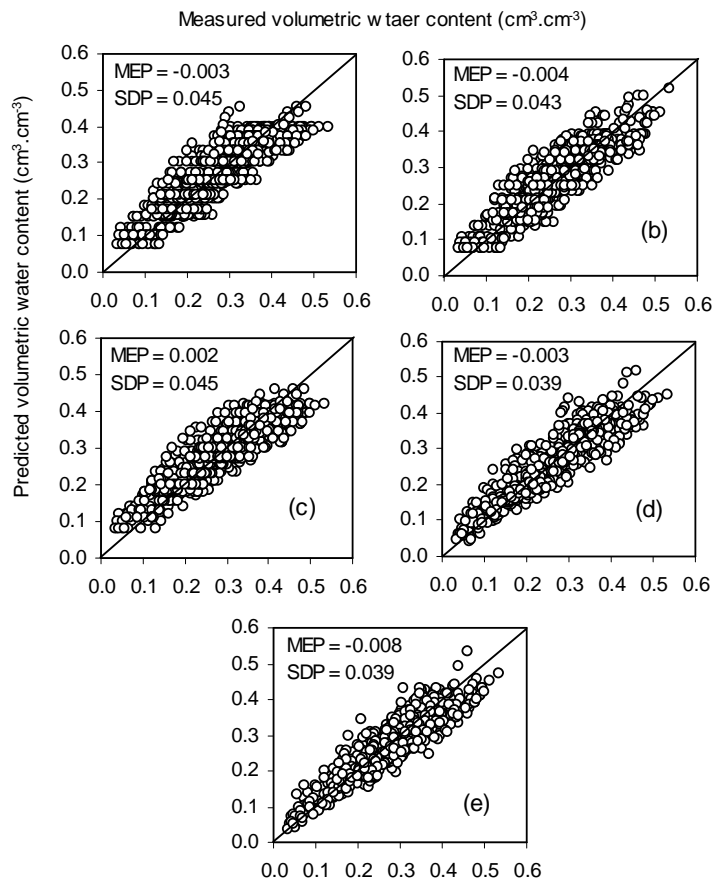 Measured volumetric w taer content (cm³.cm⁻³)
Predicted volumetric water content (cm³.cm⁻³)
0.6
0.5
0.4
0.3
0.2
0.1
0.0
MEP = -0.003
SDP = 0.045
0.0 0.1 0.2 0.3 0.4 0.5 0.6
0.6
0.5
0.4
0.3
0.2
0.1
0.0
MEP = -0.004
SDP = 0.043
(b)
0.0 0.1 0.2 0.3 0.4 0.5 0.6
0.6
0.5
0.4
0.3
0.2
0.1
0.0
MEP = 0.002
SDP = 0.045
(c)
0.0 0.1 0.2 0.3 0.4 0.5 0.6
0.6
0.5
0.4
0.3
0.2
0.1
0.0
MEP = -0.003
SDP = 0.039
(d)
0.0 0.1 0.2 0.3 0.4 0.5 0.6
0.6
0.5
0.4
0.3
0.2
0.1
0.0
MEP = -0.008
SDP = 0.039
(e)
0.0 0.1 0.2 0.3 0.4 0.5 0.6